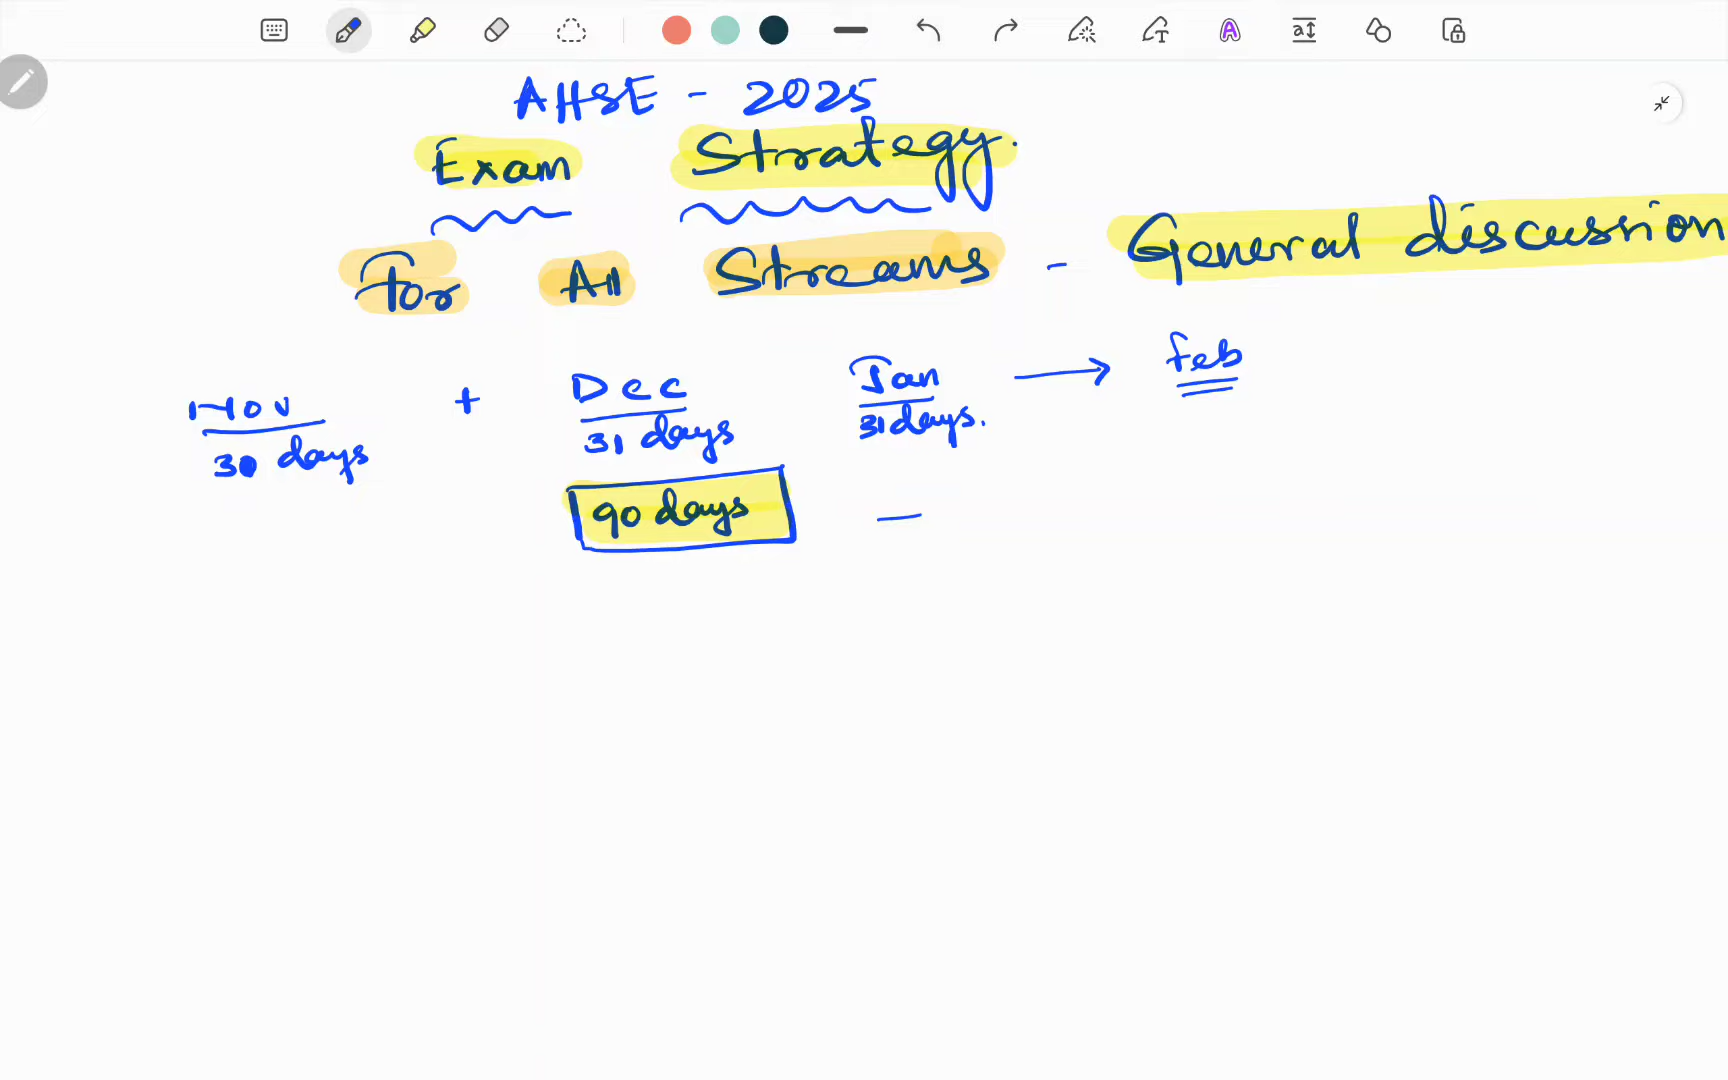 AHSE - 2025
Exam Strategy.
For All Streams - General discussion
Nov + Dec Jan → Feb
30 days 31 days 31 days.
90 days —